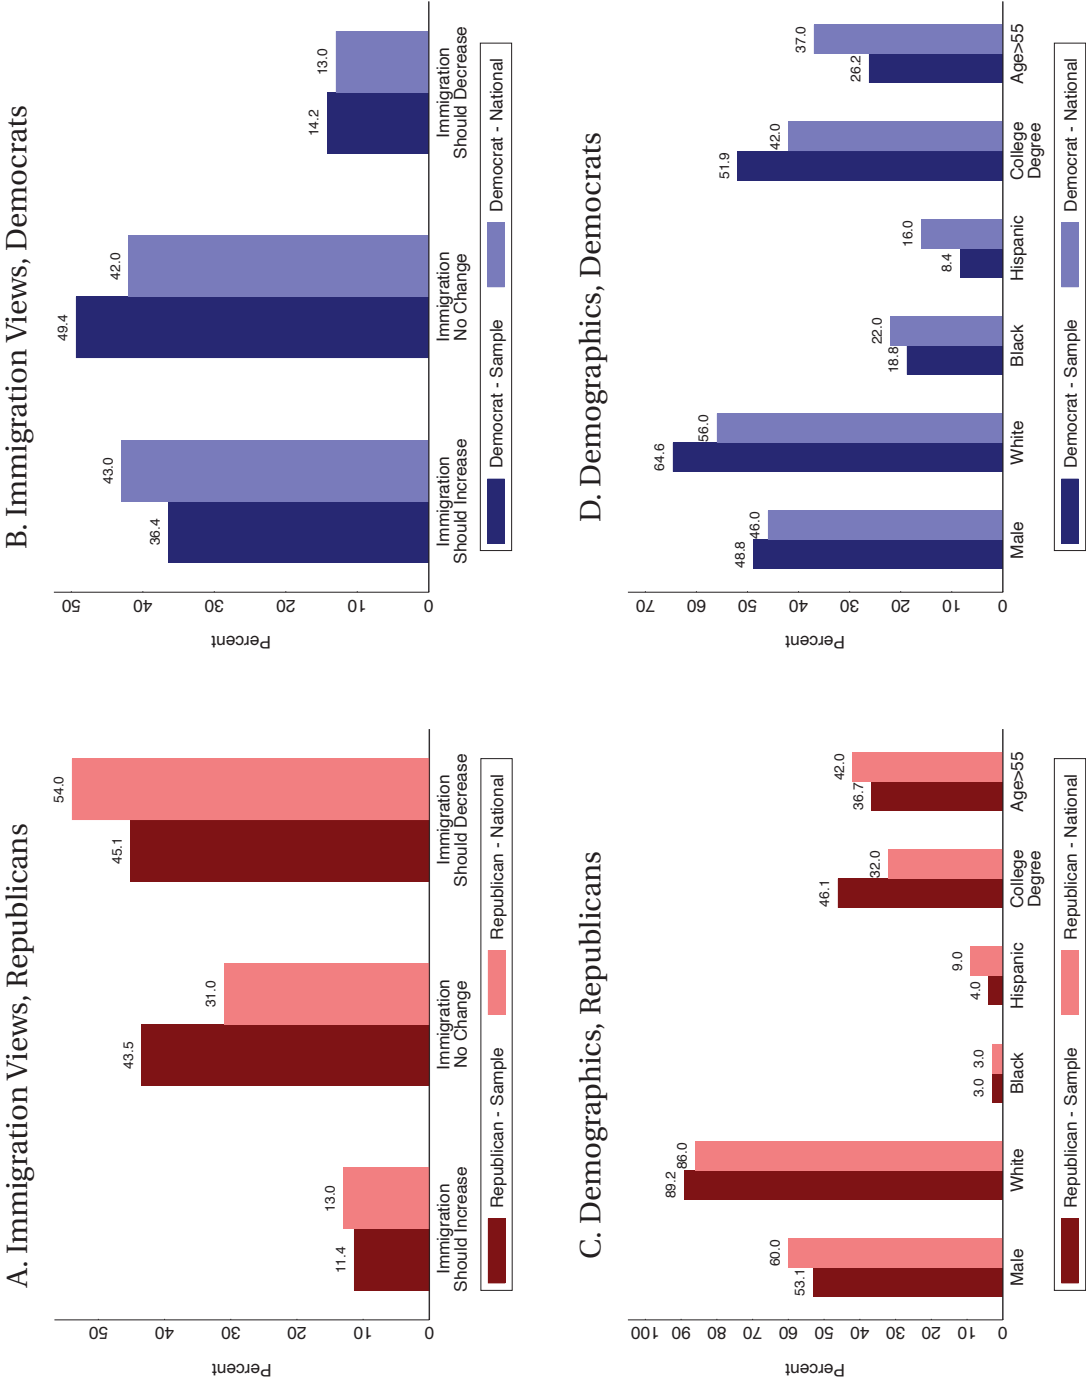 A. Immigration Views, Republicans
Percent
0 10 20 30 40 50
11.4 13.0 43.5 31.0 45.1 54.0
Immigration Immigration Immigration
Should Increase No Change Should Decrease
Republican - Sample Republican - National
B. Immigration Views, Democrats
Percent
0 10 20 30 40 50
36.4 43.0 49.4 42.0 14.2 13.0
Immigration Immigration Immigration
Should Increase No Change Should Decrease
Democrat - Sample Democrat - National
C. Demographics, Republicans
Percent
0 10 20 30 40 50 60 70 80 90 100
53.1 60.0 89.2 86.0 3.0 3.0 4.0 9.0 46.1 32.0 36.7 42.0
Male White Black Hispanic College Age>55
Degree
Republican - Sample Republican - National
D. Demographics, Democrats
Percent
0 10 20 30 40 50 60 70
48.8 46.0 64.6 56.0 18.8 22.0 8.4 16.0 51.9 42.0 26.2 37.0
Male White Black Hispanic College Age>55
Degree
Democrat - Sample Democrat - National